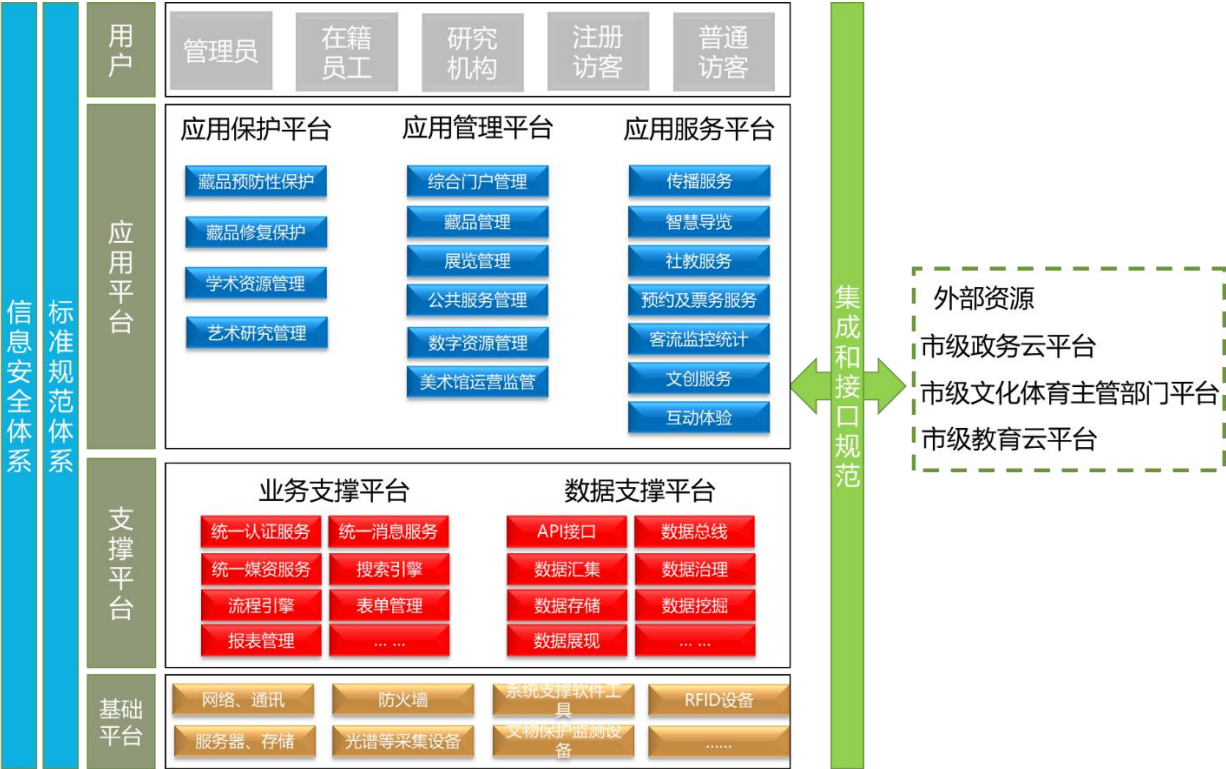 信息安全体系
标准规范体系
用户
管理员
在籍
员工
研究
机构
注册
访客
普通
访客
应用平台
应用保护平台
藏品预防性保护
藏品修复保护
学术资源管理
艺术研究管理
应用管理平台
综合门户管理
藏品管理
展览管理
公共服务管理
数字资源管理
美术馆运营监管
应用服务平台
传播服务
智慧导览
社教服务
预约及票务服务
客流监控统计
文创服务
互动体验
支撑平台
业务支撑平台
统一认证服务
统一消息服务
统一媒资服务
搜索引擎
流程引擎
表单管理
报表管理
... ...
数据支撑平台
API接口
数据总线
数据汇集
数据治理
数据存储
数据挖掘
数据展现
... ...
基础
平台
网络、通讯
防火墙
系统支撑软件工
具
RFID设备
服务器、存储
光谱等采集设备
文物保护监测设
备
......
集成和接口规范
外部资源
市级政务云平台
市级文化体育主管部门平台
市级教育云平台